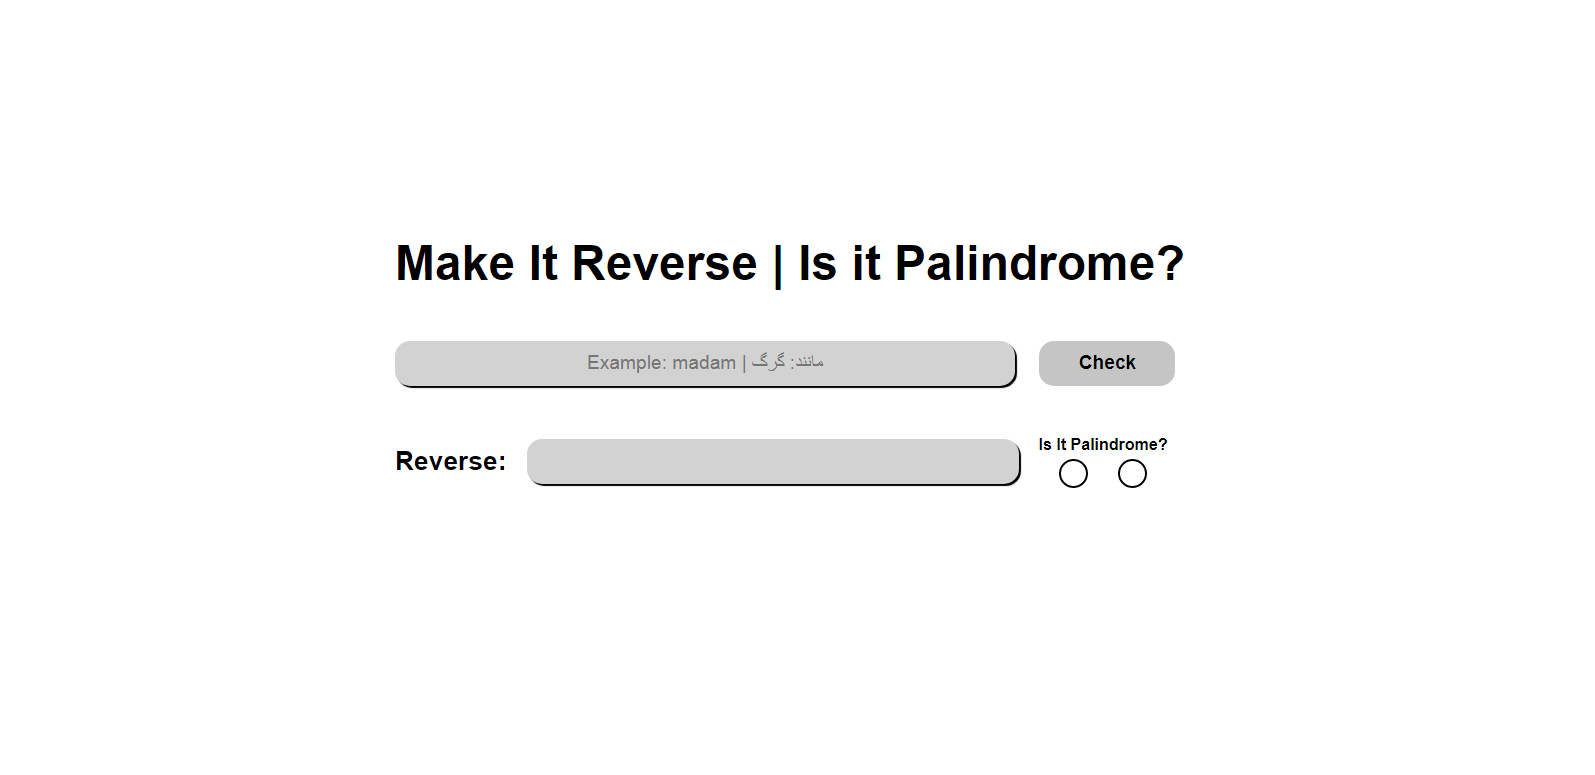 Make It Reverse | Is it Palindrome?
Example: madam | مانند: گرگ
Check
Is It Palindrome?
Reverse: